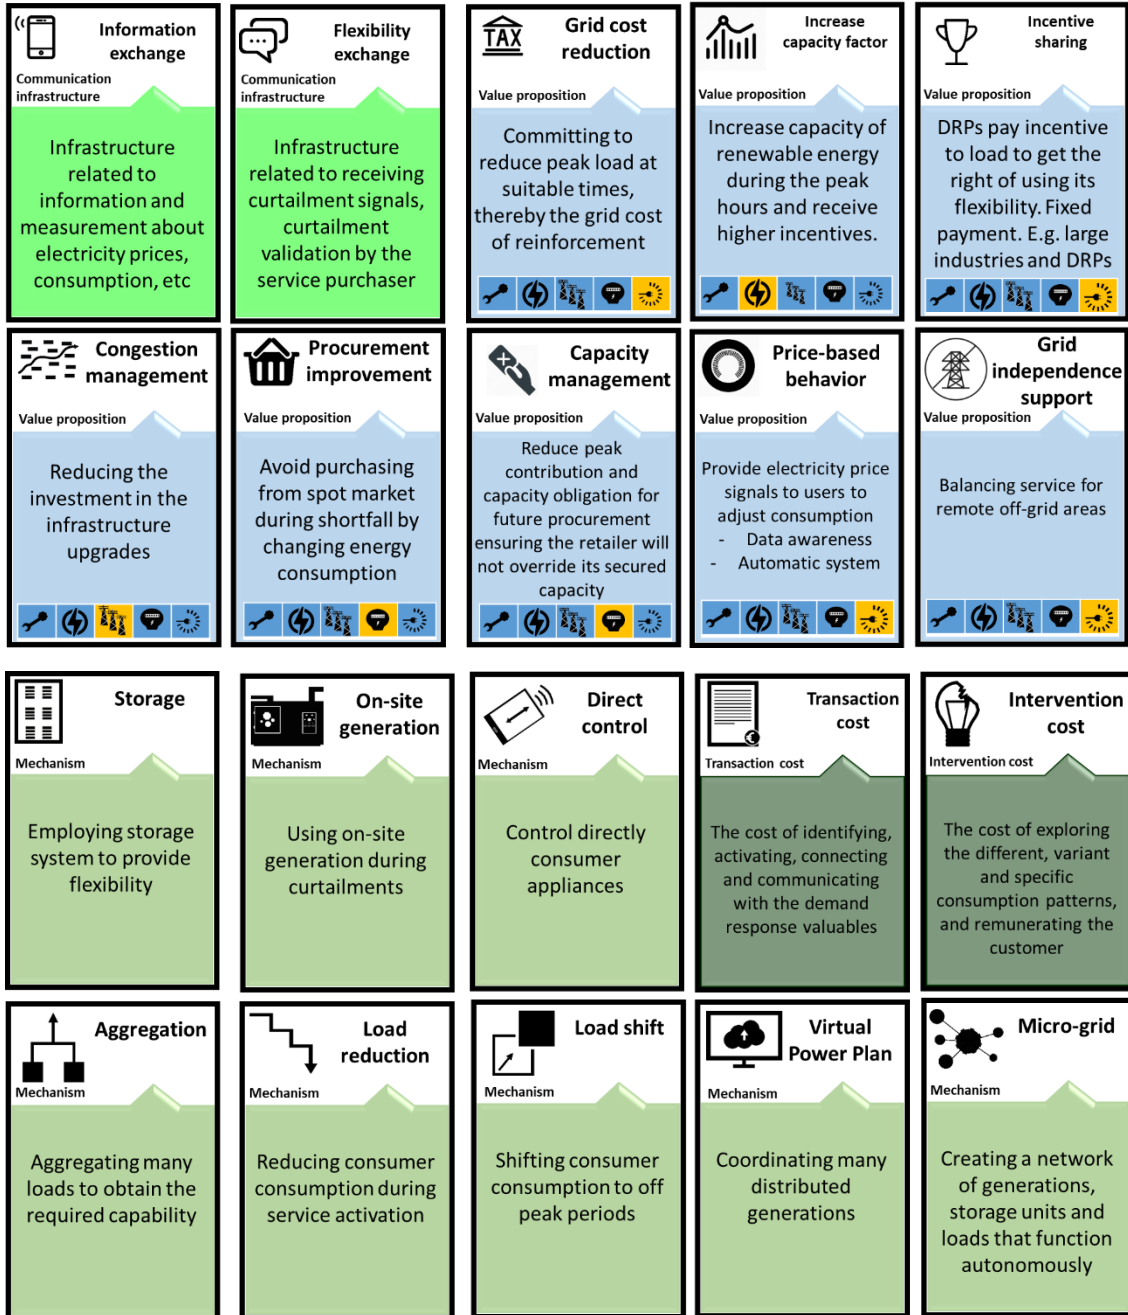 Information
exchange
Communication
infrastructure
Infrastructure
related to
information and
measurement about
electricity prices,
consumption, etc
Flexibility
exchange
Communication
infrastructure
Infrastructure
related to receiving
curtailment signals,
curtailment
validation by the
service purchaser
TAX
Grid cost
reduction
Value proposition
Committing to
reduce peak load at
suitable times,
thereby the grid cost
of reinforcement
Increase
capacity factor
Value proposition
Increase capacity of
renewable energy
during the peak
hours and receive
higher incentives.
Incentive
sharing
Value proposition
DRPs pay incentive
to load to get the
right of using its
flexibility. Fixed
payment. E.g. large
industries and DRPs
Congestion
management
Value proposition
Reducing the
investment in the
infrastructure
upgrades
Procurement
improvement
Value proposition
Avoid purchasing
from spot market
during shortfall by
changing energy
consumption
Capacity
management
Value proposition
Reduce peak
contribution and
capacity obligation for
future procurement
ensuring the retailer will
not override its secured
capacity
Price-based
behavior
Value proposition
Provide electricity price
signals to users to
adjust consumption
- Data awareness
- Automatic system
Grid
independence
support
Value proposition
Balancing service for
remote off-grid areas
Storage
Mechanism
Employing storage
system to provide
flexibility
On-site
generation
Mechanism
Using on-site
generation during
curtailments
Direct
control
Mechanism
Control directly
consumer
appliances
Transaction
cost
Transaction cost
The cost of identifying,
activating, connecting
and communicating
with the demand
response valuables
Intervention
cost
Intervention cost
The cost of exploring
the different, variant
and specific
consumption patterns,
and remunerating the
customer
Aggregation
Mechanism
Aggregating many
loads to obtain the
required capability
Load
reduction
Mechanism
Reducing consumer
consumption during
service activation
Load shift
Mechanism
Shifting consumer
consumption to off
peak periods
Virtual
Power Plan
Mechanism
Coordinating many
distributed
generations
Micro-grid
Mechanism
Creating a network
of generations,
storage units and
loads that function
autonomously